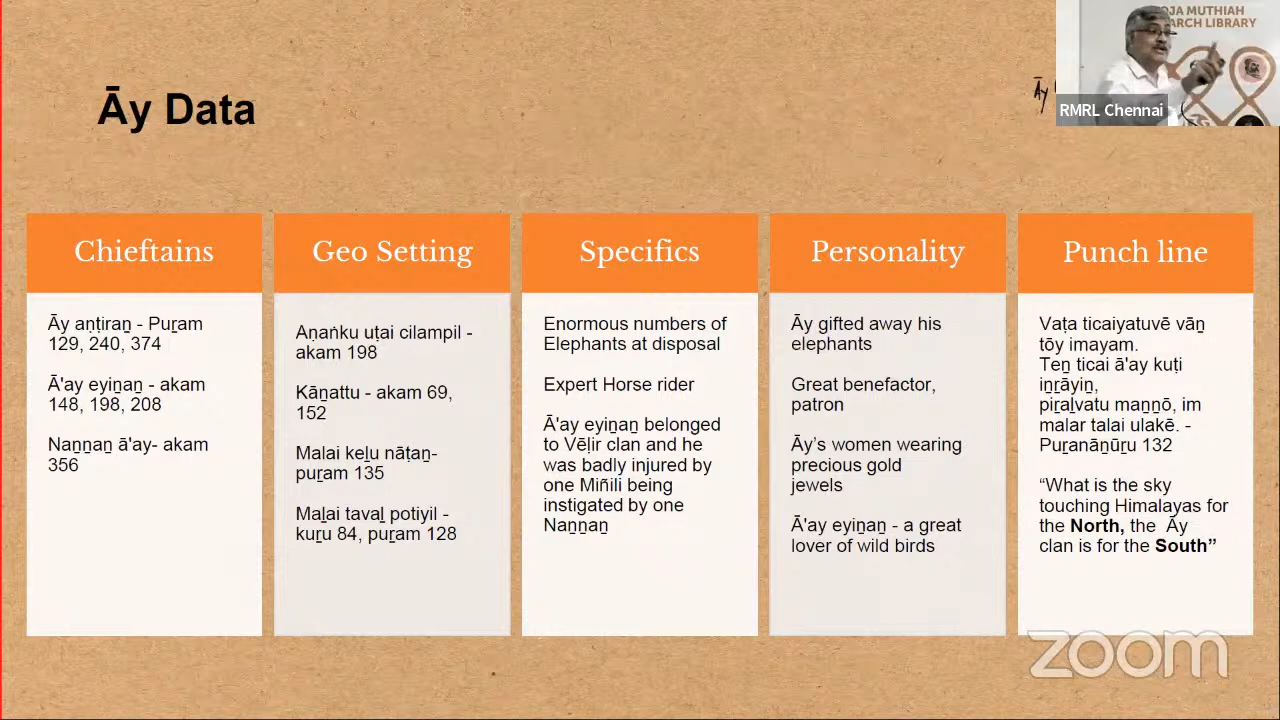 OJA MUTHIAH
ARCH LIBRARY
Āy
RMRL Chennai
Āy Data
Chieftains
Āy aṇṭiraṉ - Puṟam
129, 240, 374
Ā'ay eyiṉaṉ - akam
148, 198, 208
Naṉṉaṉ ā'ay- akam
356
Geo Setting
Aṇaṅku uṭai cilampil -
akam 198
Kāṉattu - akam 69,
152
Malai keḻu nāṭaṉ-
puṟam 135
Maḻai tavaḻ potiyil -
kuṟu 84, puṟam 128
Specifics
Enormous numbers of
Elephants at disposal
Expert Horse rider
Ā'ay eyiṉaṉ belonged
to Vēḷir clan and he
was badly injured by
one Miñili being
instigated by one
Naṉṉaṉ
Personality
Āy gifted away his
elephants
Great benefactor,
patron
Āy’s women wearing
precious gold
jewels
Ā'ay eyiṉaṉ - a great
lover of wild birds
Punch line
Vaṭa ticaiyatuvē vāṉ
tōy imayam.
Teṉ ticai ā'ay kuṭi
iṉṟāyiṉ,
piṟaḻvatu maṉṉō, im
malar talai ulakē. -
Puranāṉūṟu 132
“What is the sky
touching Himalayas for
the North, the Āy
clan is for the South”
zoom